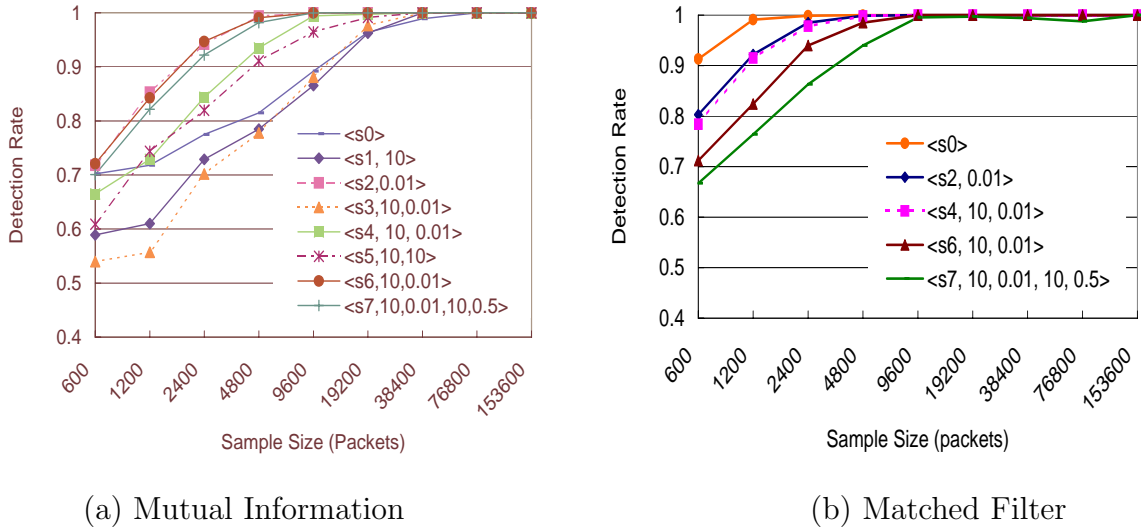 Detection Rate
1
0.9
0.8
0.7
0.6
0.5
0.4
<s0>
<s1, 10>
<s2,0.01>
<s3,10,0.01>
<s4, 10, 0.01>
<s5,10,10>
<s6,10,0.01>
<s7,10,0.01,10,0.5>
600
1200
2400
4800
9600
19200
38400
76800
153600
Sample Size (Packets)
(a) Mutual Information
Detection Rate
1
0.9
0.8
0.7
0.6
0.5
0.4
<s0>
<s2, 0.01>
<s4, 10, 0.01>
<s6, 10, 0.01>
<s7, 10, 0.01, 10, 0.5>
600
1200
2400
4800
9600
19200
38400
76800
153600
Sample Size (packets)
(b) Matched Filter